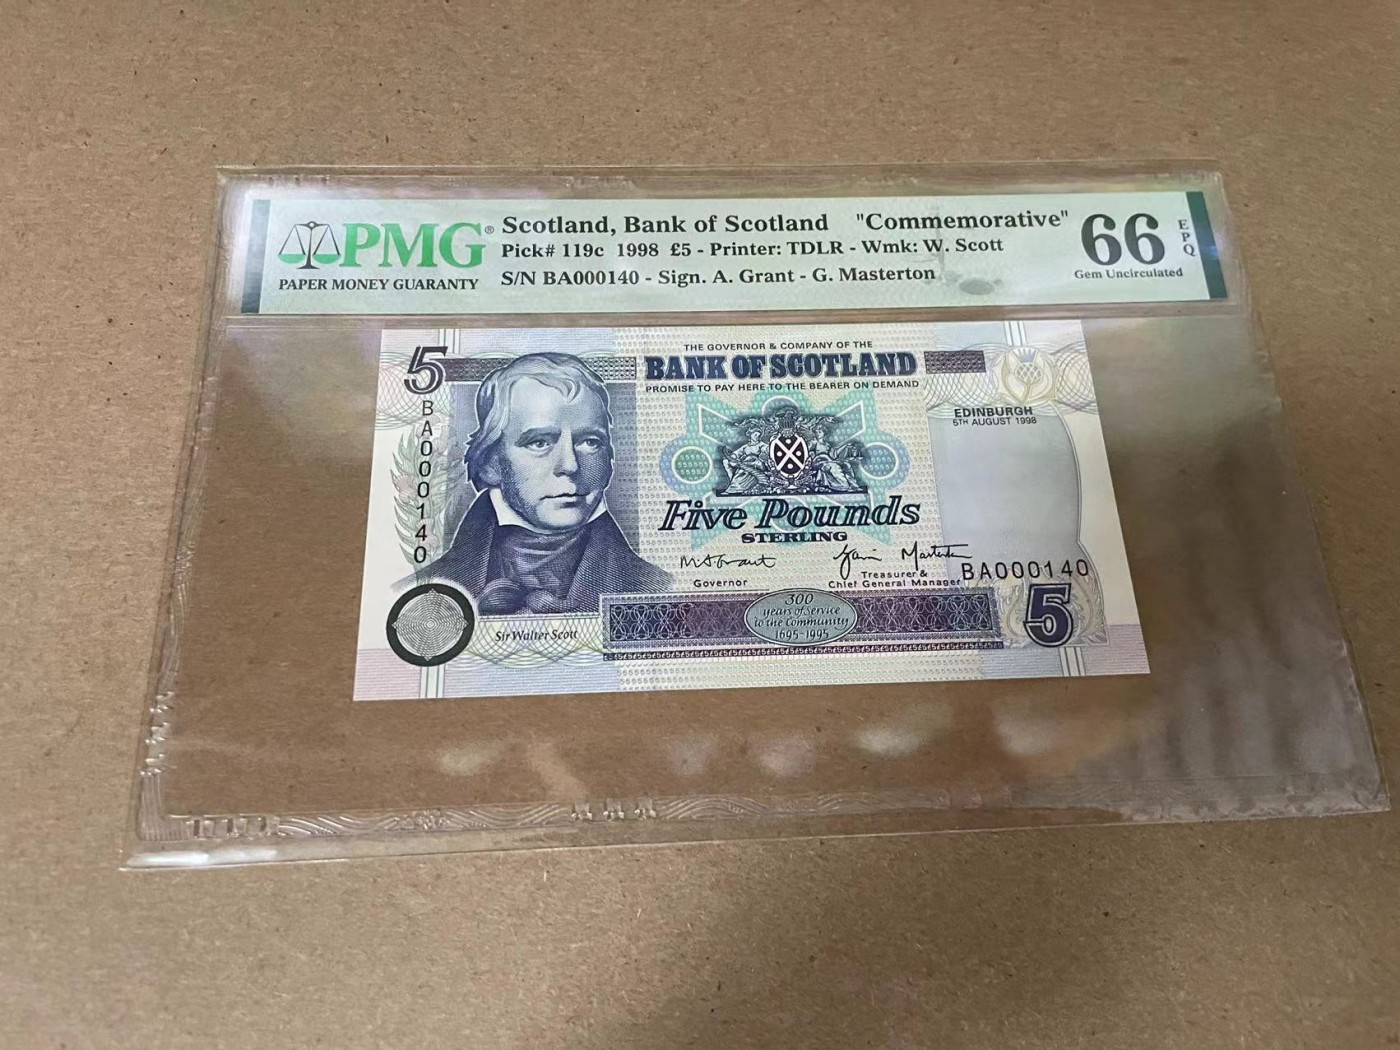 PMG®
PAPER MONEY GUARANTY
Scotland, Bank of Scotland "Commemorative"
Pick# 119c 1998 £5 - Printer: TDLR - Wmk: W. Scott
S/N BA000140 - Sign. A. Grant - G. Masterton
66
EPQ
Gem Uncirculated
5
BA000140
THE GOVERNOR & COMPANY OF THE
BANK OF SCOTLAND
PROMISE TO PAY HERE TO THE BEARER ON DEMAND
EDINBURGH
5TH AUGUST 1998
Five Pounds
STERLING
Governor
Treasurer &
Chief General Manager
BA000140
300
years of Service
to the Community
1695-1995
Sir Walter Scott
5